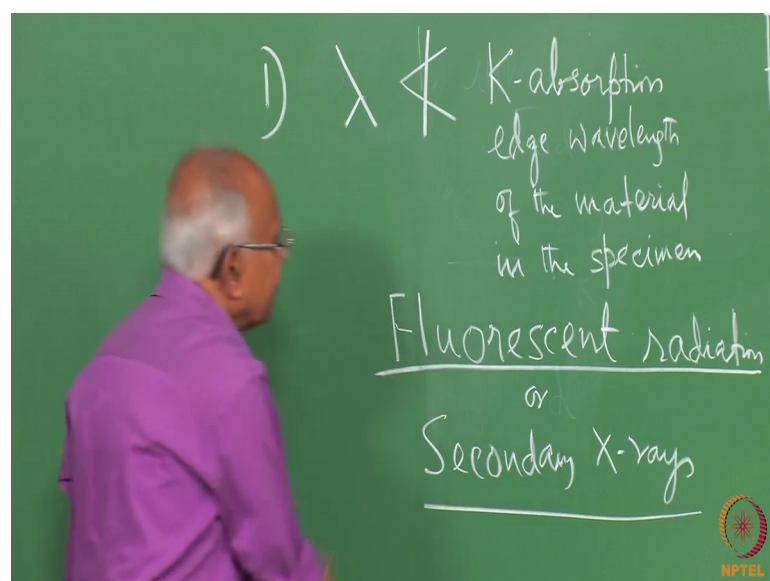 1) λ ≮ K-absorption
edge wavelength
of the material
in the specimen
Fluorescent radiation
or
Secondary X-rays
NPTEL